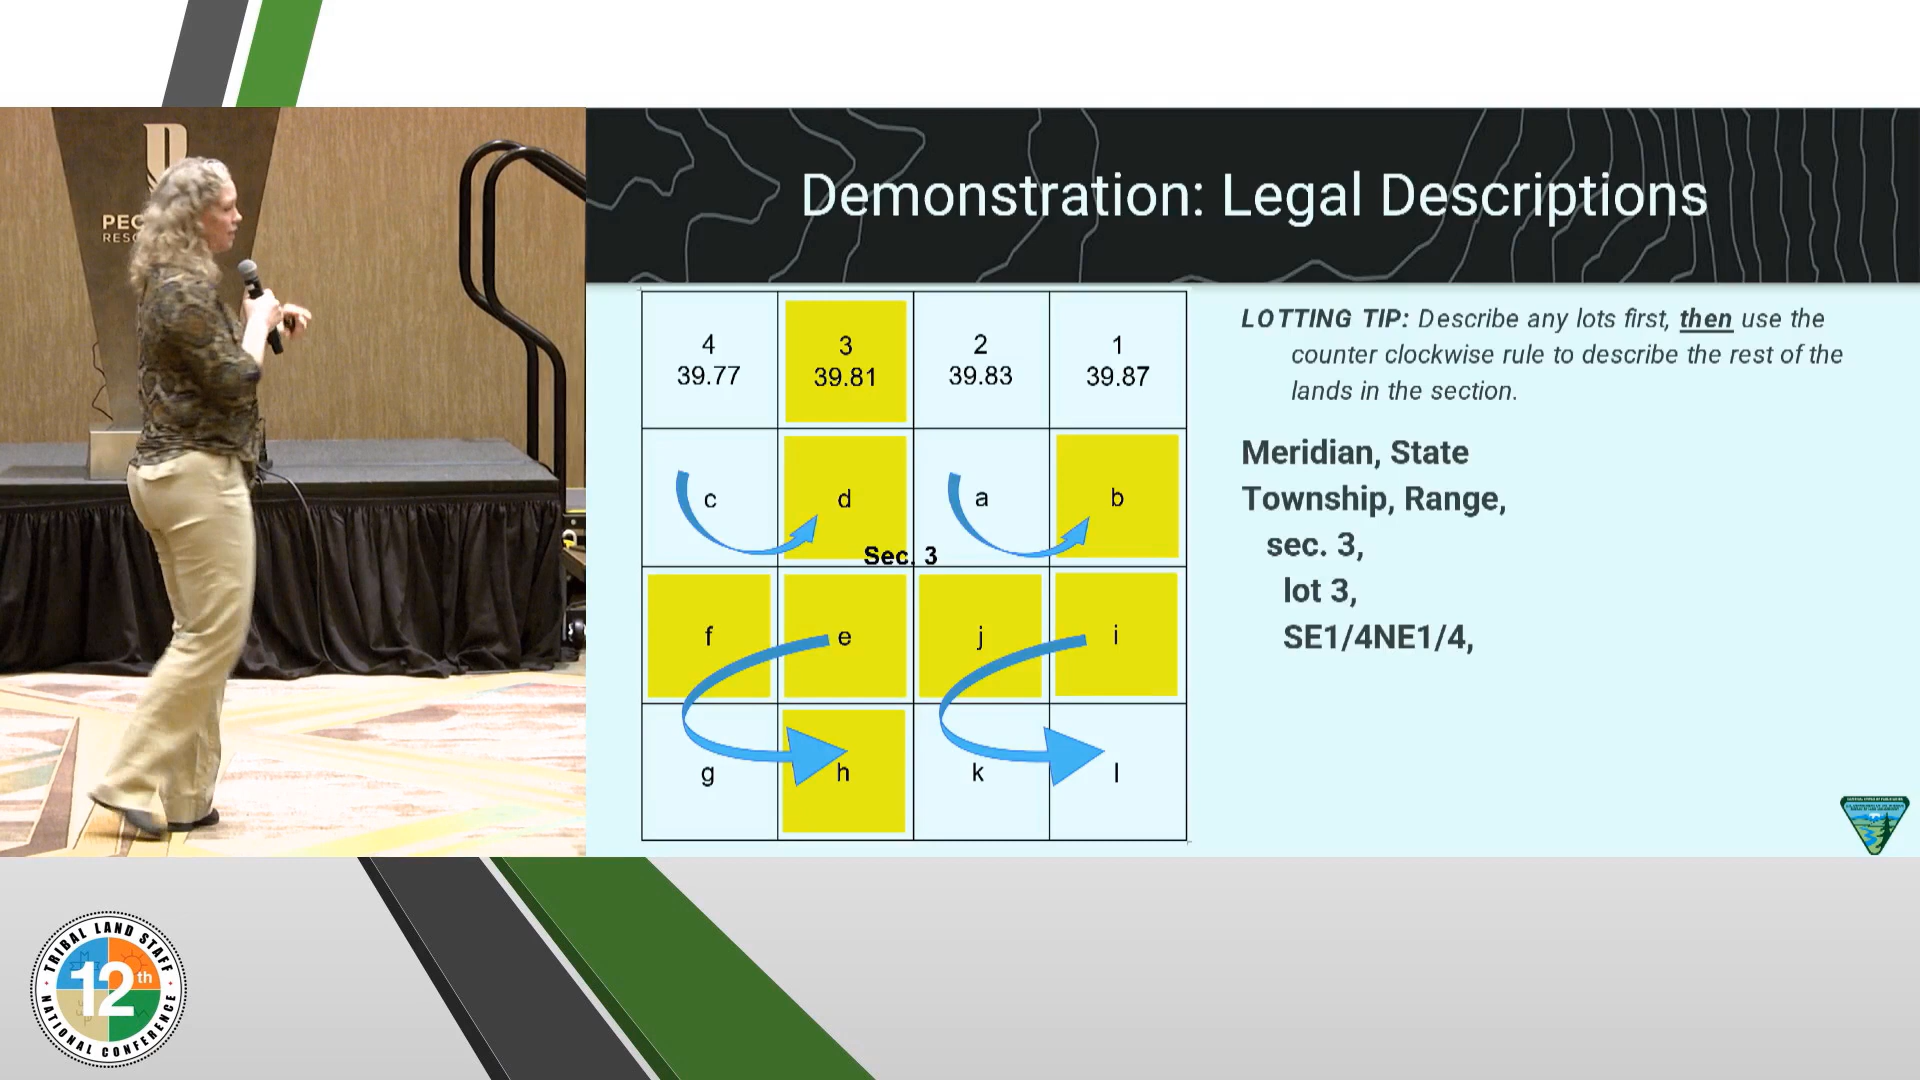 PEC
RESO
Demonstration: Legal Descriptions
4
39.77
3
39.81
2
39.83
1
39.87
c
d
a
b
Sec. 3
f
e
j
i
g
h
k
l
LOTTING TIP: Describe any lots first, then use the
counter clockwise rule to describe the rest of the
lands in the section.
Meridian, State
Township, Range,
sec. 3,
lot 3,
SE1/4NE1/4,
TRIBAL LAND STAFF
12th
NATIONAL CONFERENCE